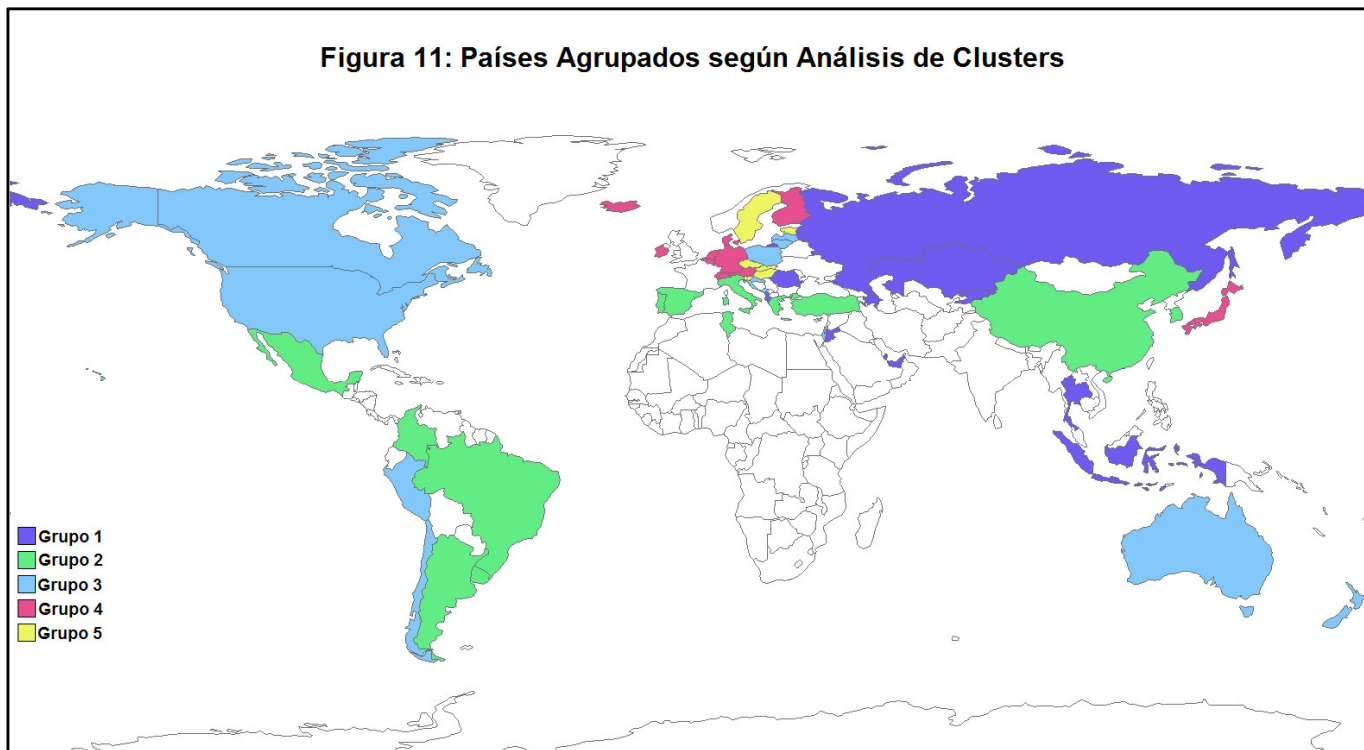 Figura 11: Países Agrupados según Análisis de Clusters
Grupo 1
Grupo 2
Grupo 3
Grupo 4
Grupo 5